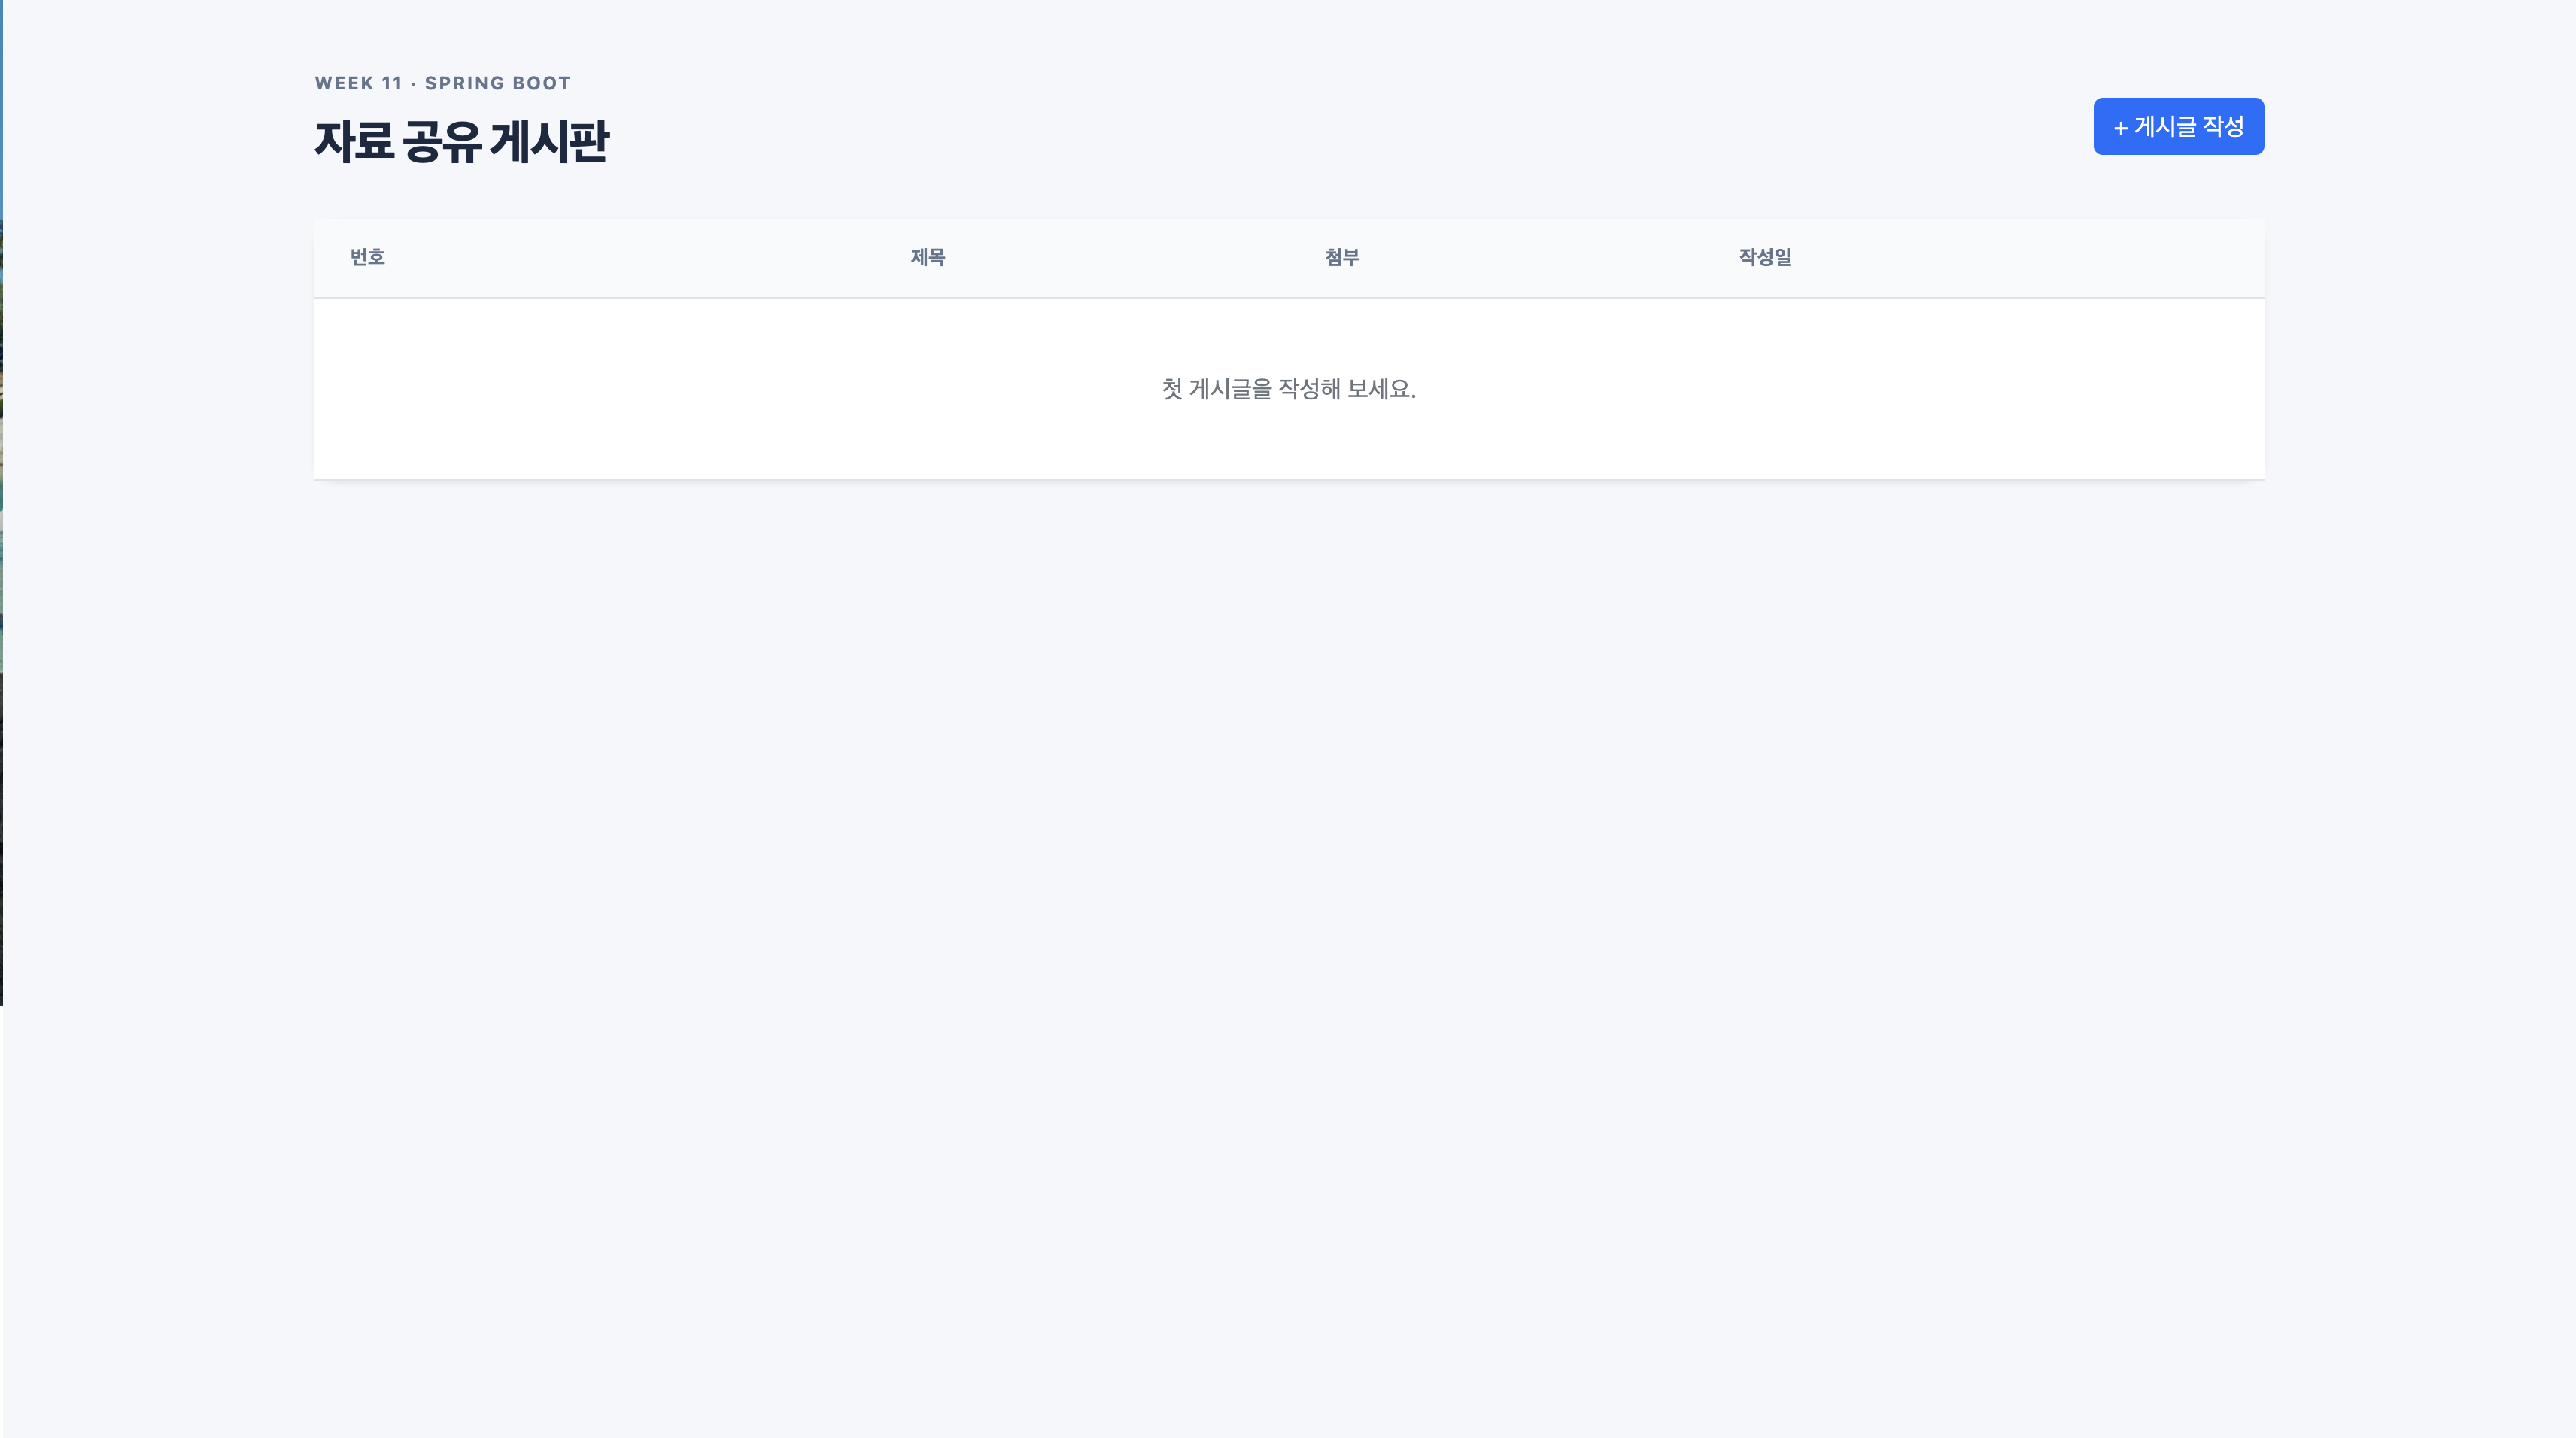 WEEK 11 · SPRING BOOT
자료 공유 게시판
+ 게시글 작성
번호 제목 첨부 작성일
첫 게시글을 작성해 보세요.